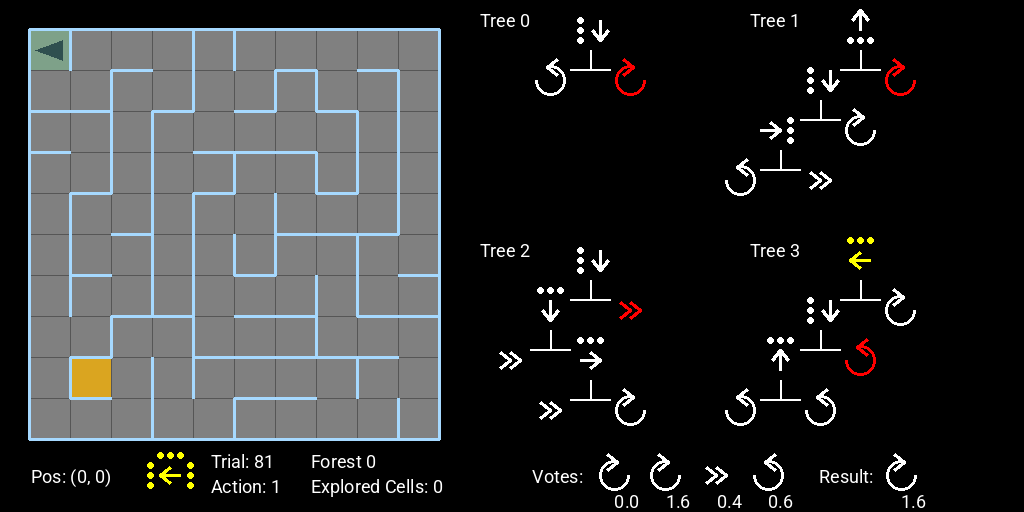 Tree 0
Tree 1
Tree 2
Tree 3
Pos: (0, 0)
Trial: 81
Forest 0
Action: 1
Explored Cells: 0
Votes:
0.0
1.6
0.4
0.6
Result:
1.6